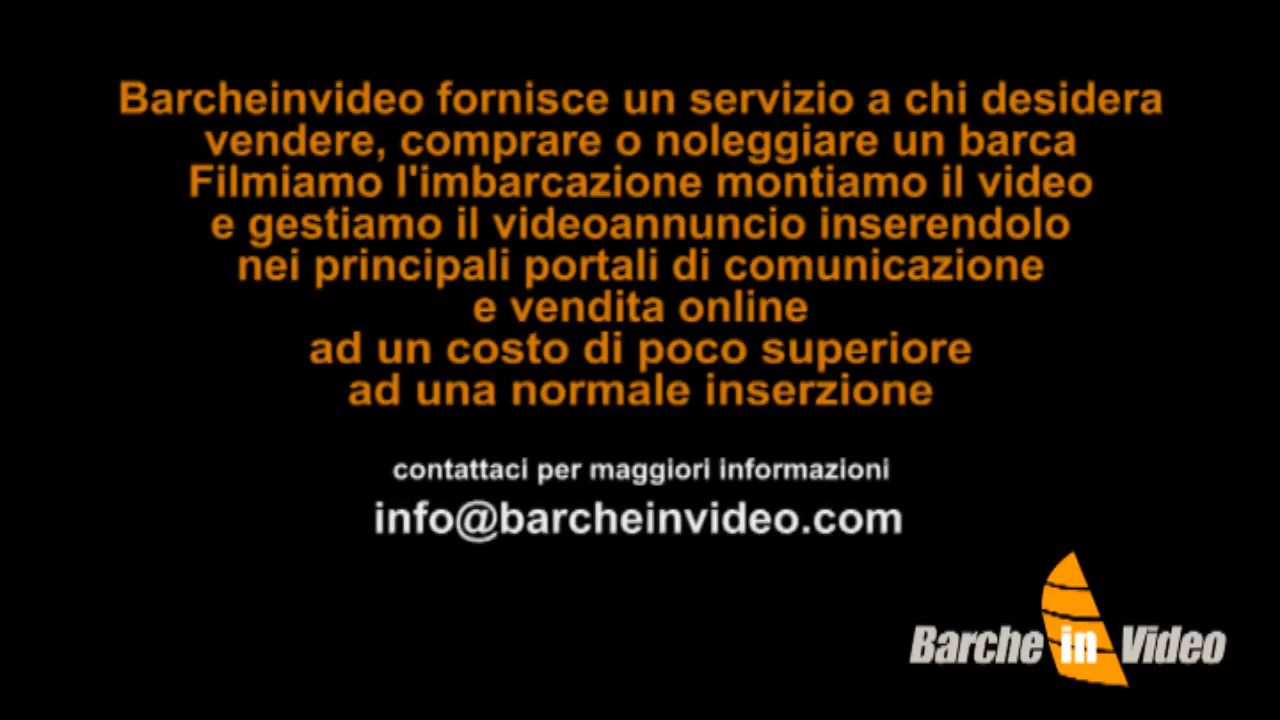 Barcheinvideo fornisce un servizio a chi desidera
vendere, comprare o noleggiare un barca
Filmiamo l'imbarcazione montiamo il video
e gestiamo il videoannuncio inserendolo
nei principali portali di comunicazione
e vendita online
ad un costo di poco superiore
ad una normale inserzione
contattaci per maggiori informazioni
info@barcheinvideo.com
Barche in Video